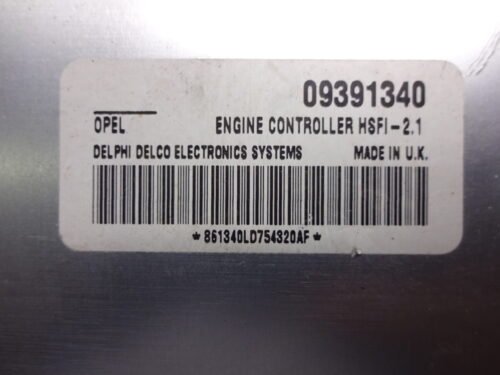 09391340
OPEL ENGINE CONTROLLER HSFI-2.1
DELPHI DELCO ELECTRONICS SYSTEMS MADE IN U.K.
*861340LD754320AF*